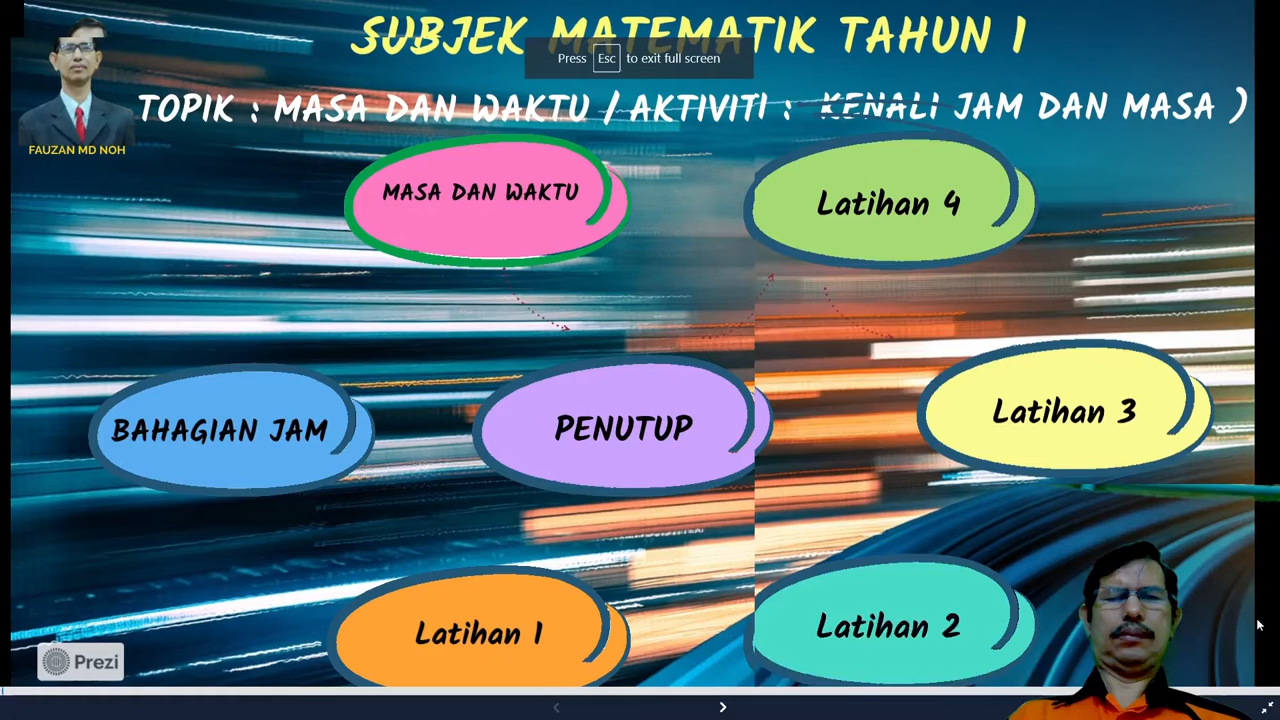 SUBJEK MATEMATIK TAHUN 1
Press Esc to exit full screen
TOPIK : MASA DAN WAKTU / AKTIVITI : KENALI JAM DAN MASA )
FAUZAN MD NOH
MASA DAN WAKTU
Latihan 4
BAHAGIAN JAM
PENUTUP
Latihan 3
Latihan 1
Latihan 2
Prezi